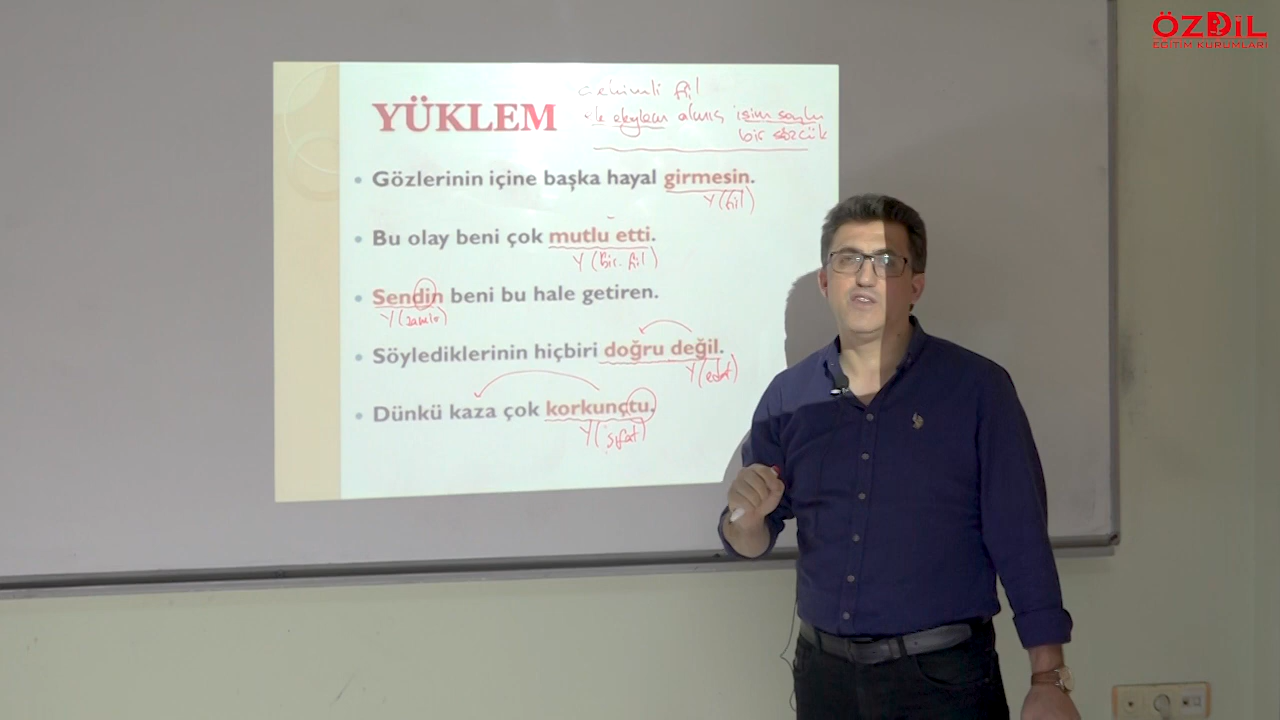 ÖZDİL
EĞİTİM KURUMLARI
YÜKLEM
Çekimli fiil
ek eylem almış isim soylu
bir sözcük
• Gözlerinin içine başka hayal girmesin.
Y (fiil)
• Bu olay beni çok mutlu etti.
Y (bir. fiil)
• Sendin beni bu hale getiren.
Y (zamir)
• Söylediklerinin hiçbiri doğru değil.
Y (edat)
• Dünkü kaza çok korkunçtu.
Y (sıfat)